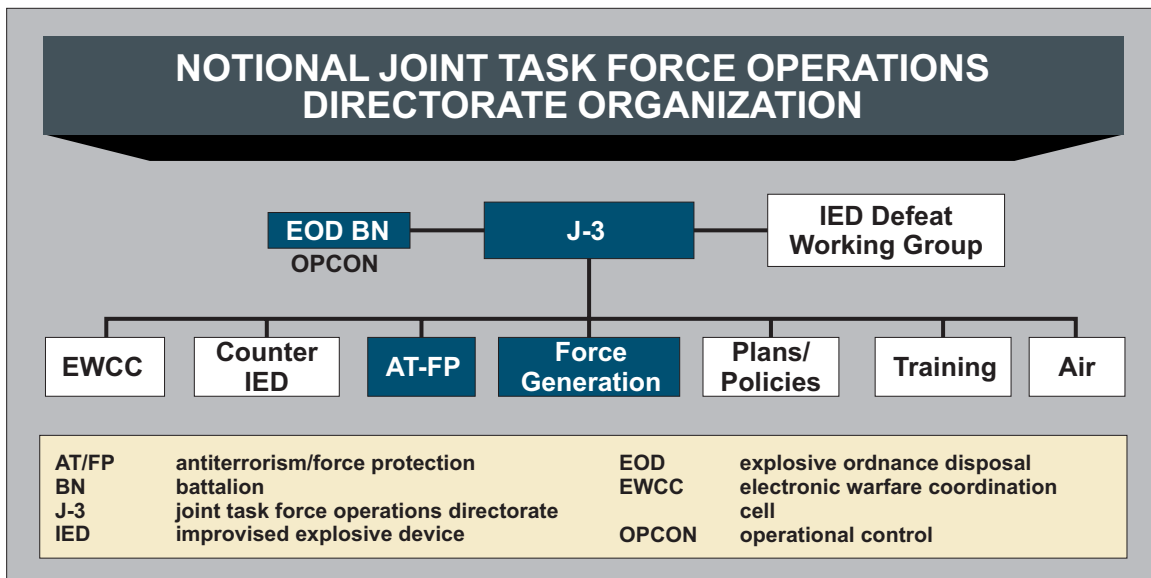 NOTIONAL JOINT TASK FORCE OPERATIONS
DIRECTORATE ORGANIZATION
EOD BN
OPCON
J-3
IED Defeat
Working Group
EWCC
Counter
IED
AT-FP
Force
Generation
Plans/
Policies
Training
Air
AT/FP antiterrorism/force protection
BN battalion
J-3 joint task force operations directorate
IED improvised explosive device
EOD explosive ordnance disposal
EWCC electronic warfare coordination
cell
OPCON operational control